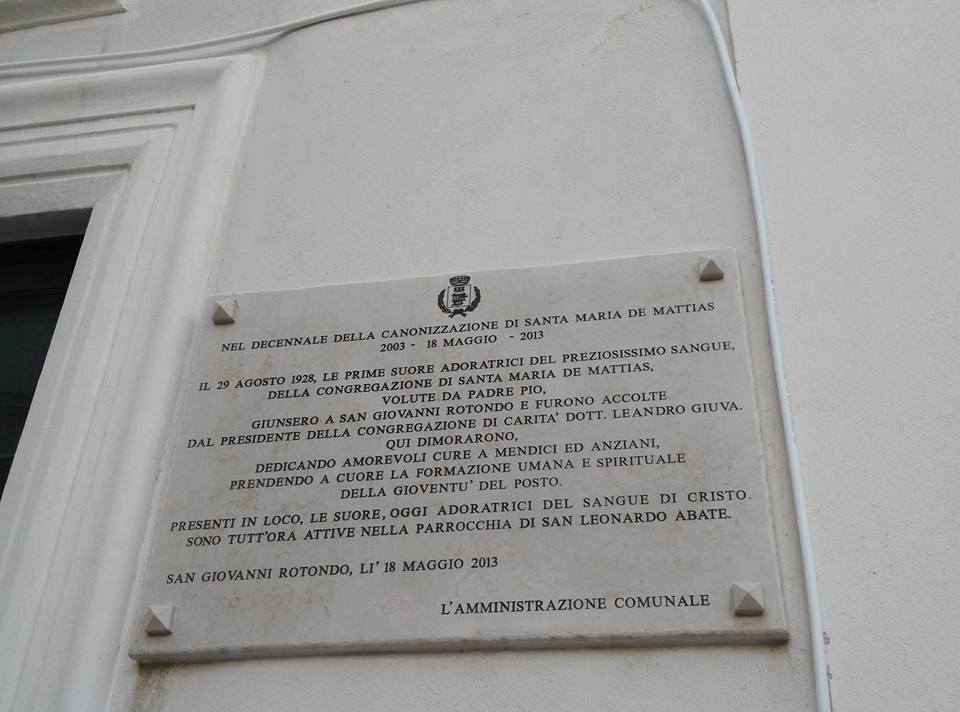 NEL DECENNALE DELLA CANONIZZAZIONE DI SANTA MARIA DE MATTIAS
2003 - 18 MAGGIO - 2013
IL 29 AGOSTO 1928, LE PRIME SUORE ADORATRICI DEL PREZIOSISSIMO SANGUE,
DELLA CONGREGAZIONE DI SANTA MARIA DE MATTIAS,
VOLUTE DA PADRE PIO,
GIUNSERO A SAN GIOVANNI ROTONDO E FURONO ACCOLTE
DAL PRESIDENTE DELLA CONGREGAZIONE DI CARITA' DOTT. LEANDRO GIUVA.
QUI DIMORARONO,
DEDICANDO AMOREVOLI CURE A MENDICI ED ANZIANI,
PRENDENDO A CUORE LA FORMAZIONE UMANA E SPIRITUALE
DELLA GIOVENTU' DEL POSTO.
PRESENTI IN LOCO, LE SUORE, OGGI ADORATRICI DEL SANGUE DI CRISTO,
SONO TUTT'ORA ATTIVE NELLA PARROCCHIA DI SAN LEONARDO ABATE.
SAN GIOVANNI ROTONDO, LI' 18 MAGGIO 2013
L'AMMINISTRAZIONE COMUNALE